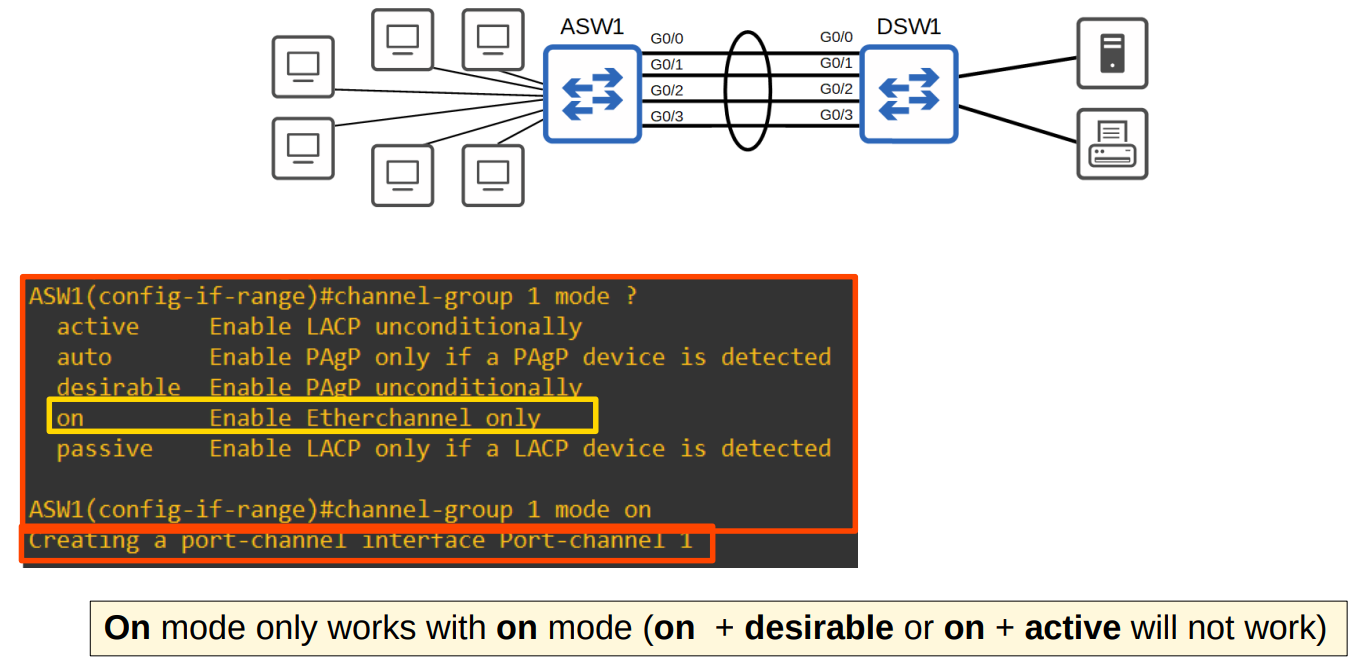 ASW1
DSW1
G0/0
G0/0
G0/1
G0/1
G0/2
G0/2
G0/3
G0/3
ASW1(config-if-range)#channel-group 1 mode ?
active Enable LACP unconditionally
auto Enable PAgP only if a PAgP device is detected
desirable Enable PAgP unconditionally
on Enable Etherchannel only
passive Enable LACP only if a LACP device is detected
ASW1(config-if-range)#channel-group 1 mode on
Creating a port-channel interface Port-channel 1
On mode only works with on mode (on + desirable or on + active will not work)